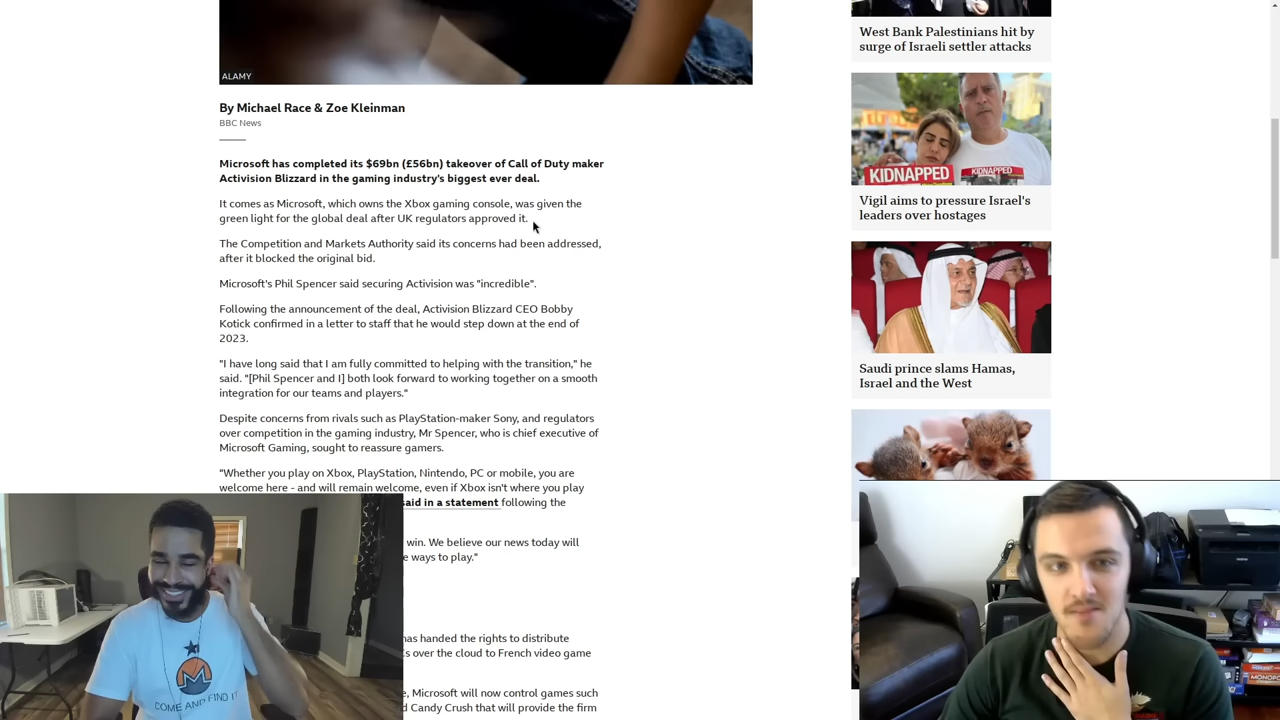 ALAMY
By Michael Race & Zoe Kleinman
BBC News
Microsoft has completed its $69bn (£56bn) takeover of Call of Duty maker
Activision Blizzard in the gaming industry's biggest ever deal.
It comes as Microsoft, which owns the Xbox gaming console, was given the
green light for the global deal after UK regulators approved it.
The Competition and Markets Authority said its concerns had been addressed,
after it blocked the original bid.
Microsoft's Phil Spencer said securing Activision was "incredible".
Following the announcement of the deal, Activision Blizzard CEO Bobby
Kotick confirmed in a letter to staff that he would step down at the end of
2023.
"I have long said that I am fully committed to helping with the transition," he
said. "[Phil Spencer and I] both look forward to working together on a smooth
integration for our teams and players."
Despite concerns from rivals such as PlayStation-maker Sony, and regulators
over competition in the gaming industry, Mr Spencer, who is chief executive of
Microsoft Gaming, sought to reassure gamers.
"Whether you play on Xbox, PlayStation, Nintendo, PC or mobile, you are
welcome here - and will remain welcome, even if Xbox isn't where you play
said in a statement following the
win. We believe our news today will
ways to play."
has handed the rights to distribute
over the cloud to French video game
Microsoft will now control games such
Candy Crush that will provide the firm
West Bank Palestinians hit by
surge of Israeli settler attacks
KIDNAPPED
KIDNAPPED
Vigil aims to pressure Israel's
leaders over hostages
Saudi prince slams Hamas,
Israel and the West
COME AND FIND IT
MONOPO